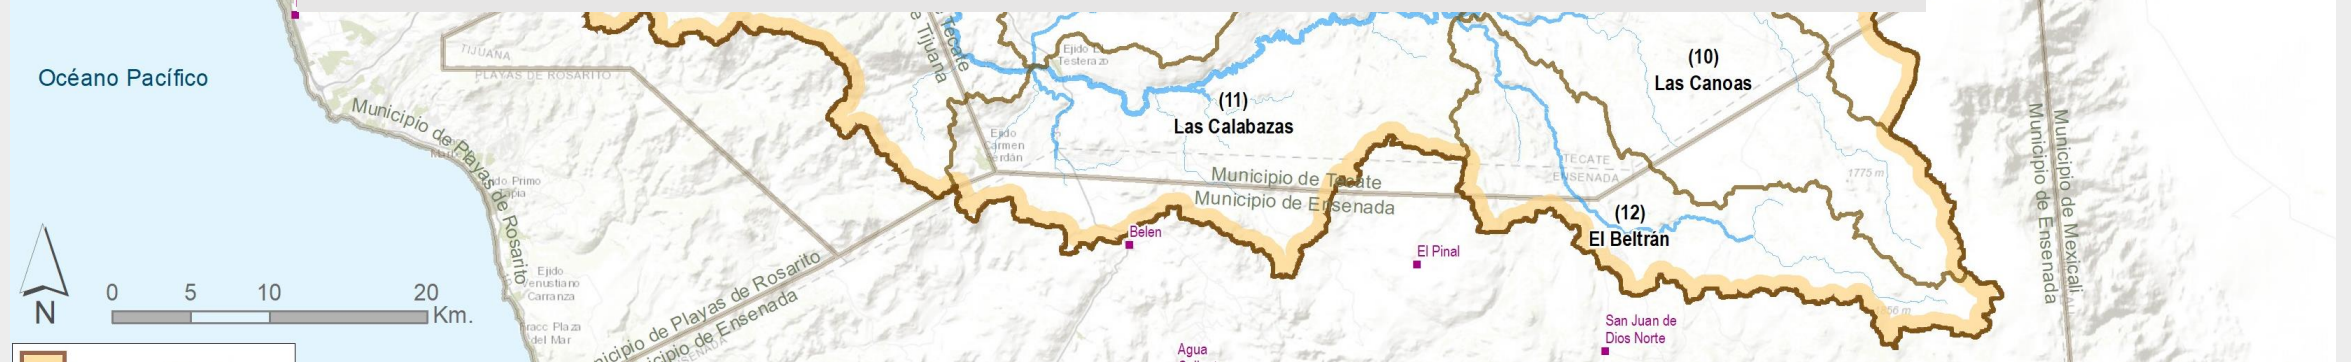 Océano Pacífico
TIJUANA
PLAYAS DE ROSARITO
Municipio de Playas de Rosarito
Tecate
a Tijuana
Testerazo
(11)
Las Calabazas
(10)
Las Canoas
Ejido
Carmen
Serdán
Municipio de Tecate
Municipio de Ensenada
TECATE
ENSENADA
1775 m
(12)
El Beltrán
Belen
El Pinal
San Juan de
Dios Norte
Agua
Municipio de Mexicali
Municipio de Ensenada
Ejido
Venustiano
Carranza
Fracc Plaza
del Mar
nicipio de Playas de Rosarito
icipio de Ensenada
ENSENADA
N
0 5 10 20 Km.